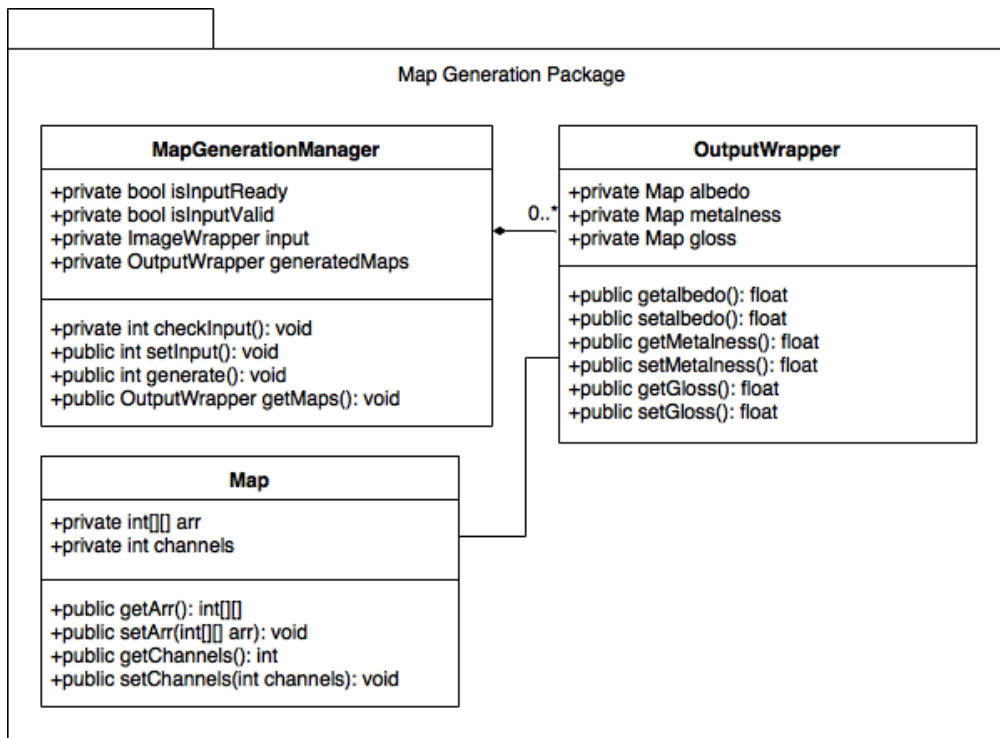 Map Generation Package
MapGenerationManager
+private bool isInputReady
+private bool isInputValid
+private ImageWrapper input
+private OutputWrapper generatedMaps
+private int checkInput(): void
+public int setInput(): void
+public int generate(): void
+public OutputWrapper getMaps(): void
0..*
OutputWrapper
+private Map albedo
+private Map metalness
+private Map gloss
+public getalbedo(): float
+public setalbedo(): float
+public getMetalness(): float
+public setMetalness(): float
+public getGloss(): float
+public setGloss(): float
Map
+private int[][] arr
+private int channels
+public getArr(): int[][]
+public setArr(int[][] arr): void
+public getChannels(): int
+public setChannels(int channels): void